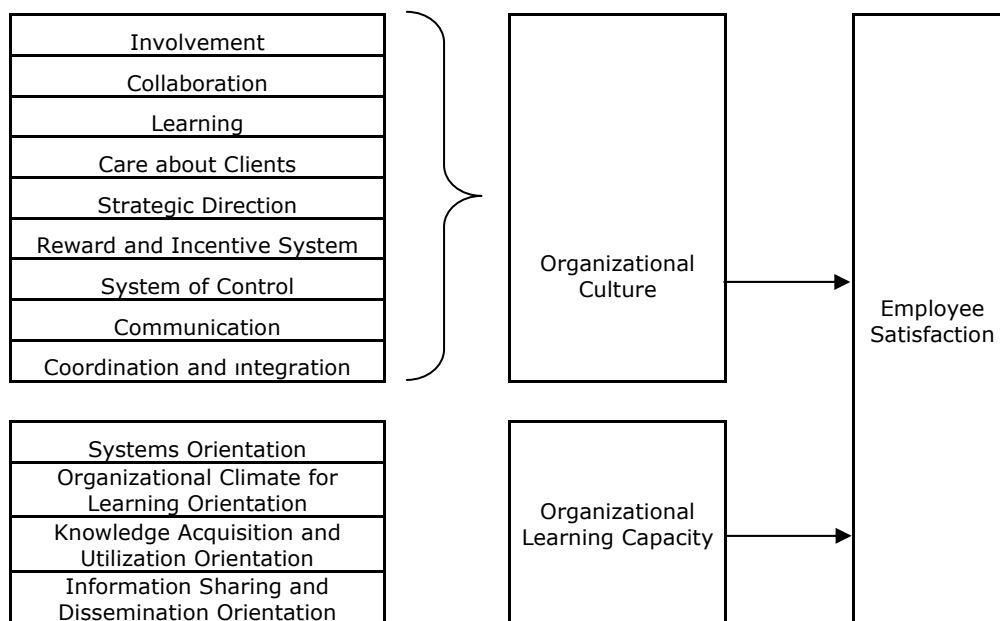 Involvement
Collaboration
Learning
Care about Clients
Strategic Direction
Reward and Incentive System
System of Control
Communication
Coordination and ıntegration
Organizational
Culture
Employee
Satisfaction
Systems Orientation
Organizational Climate for
Learning Orientation
Knowledge Acquisition and
Utilization Orientation
Information Sharing and
Dissemination Orientation
Organizational
Learning Capacity